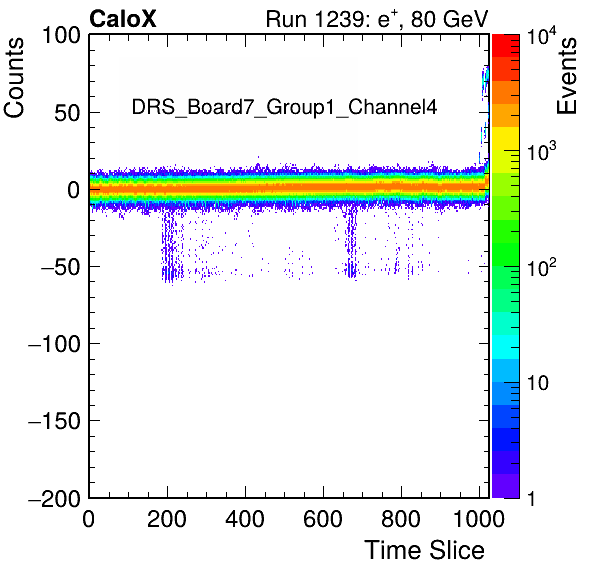 CaloX Run 1239: e⁺, 80 GeV
Counts
Events
DRS_Board7_Group1_Channel4
100
50
0
−50
−100
−150
−200
0 200 400 600 800 1000
Time Slice
10⁴
10³
10²
10
1